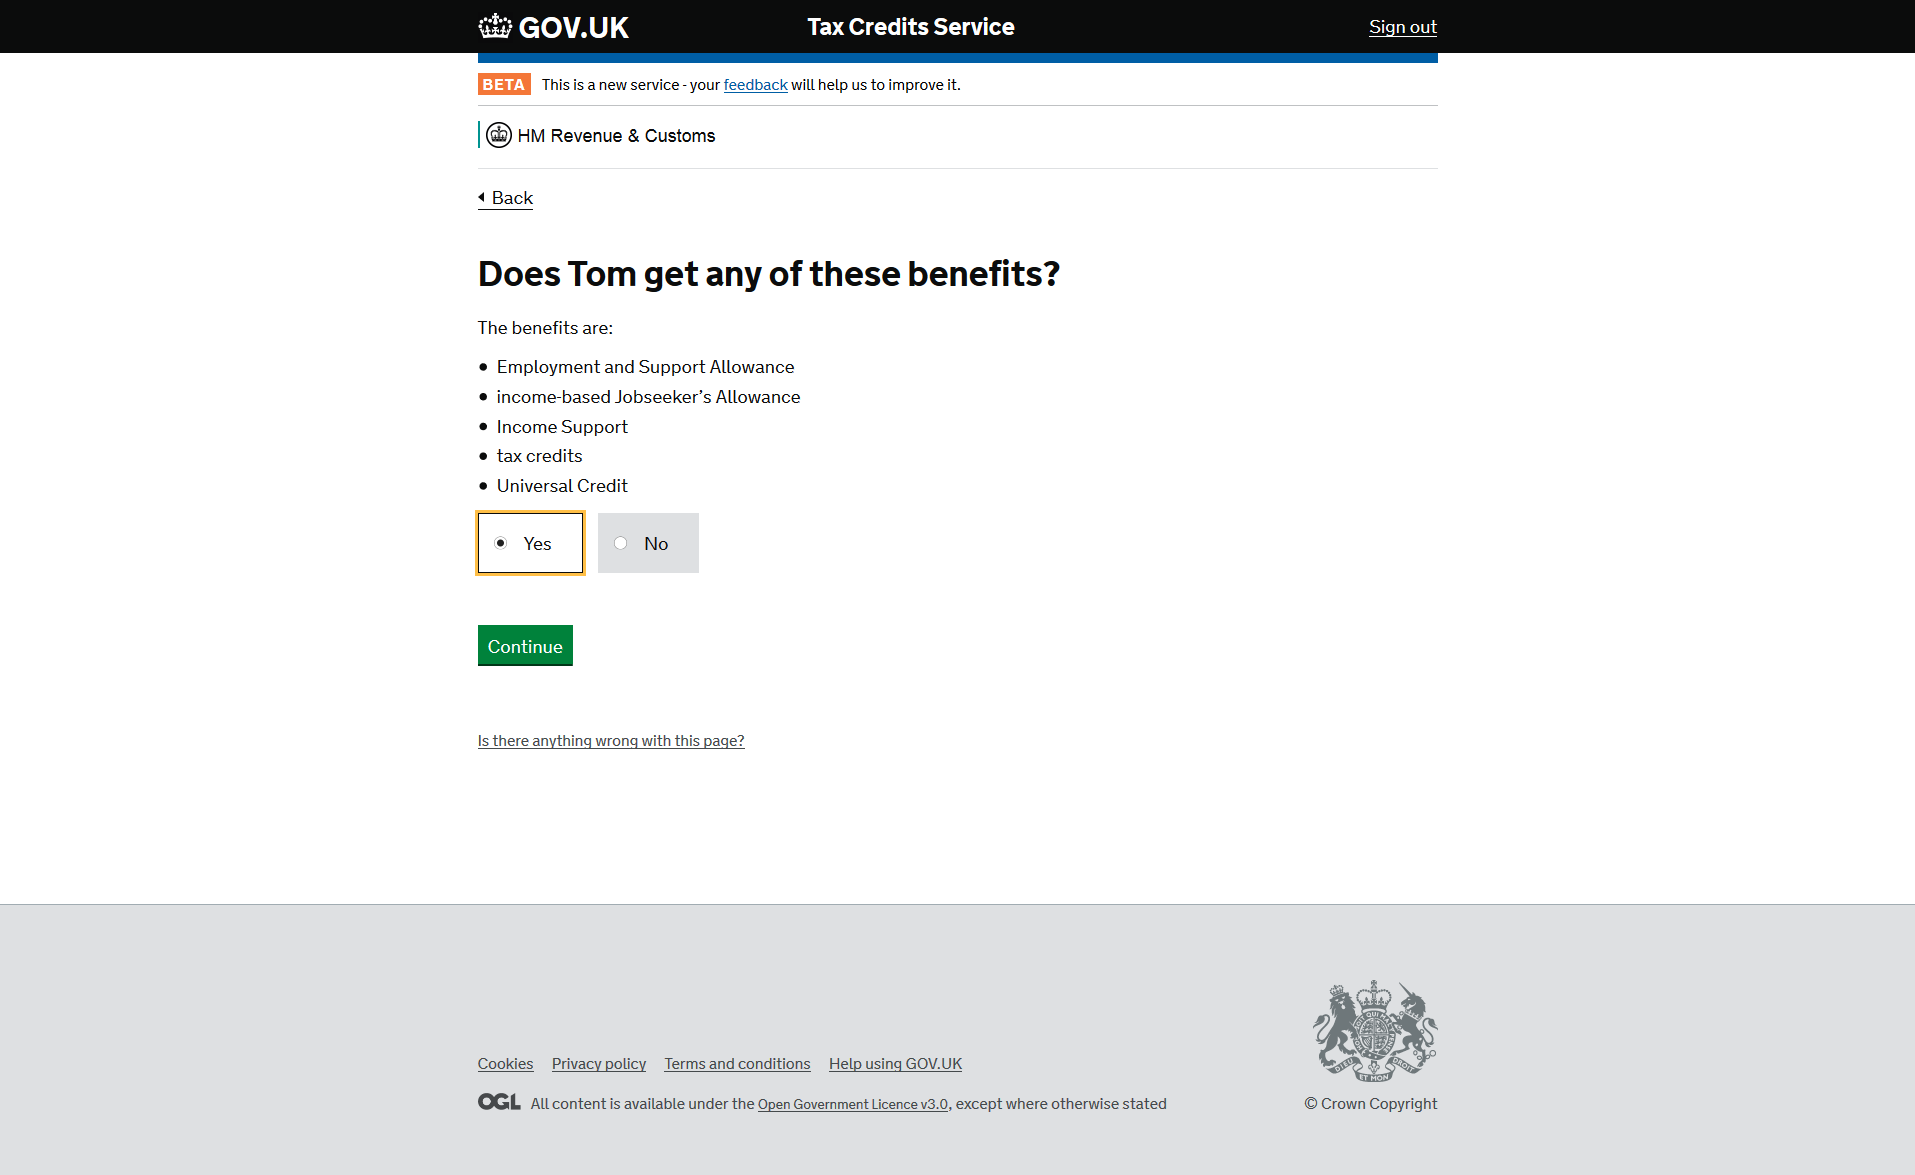 GOV.UK Tax Credits Service Sign out
BETA This is a new service - your feedback will help us to improve it.
HM Revenue & Customs
Back
Does Tom get any of these benefits?
The benefits are:
Employment and Support Allowance
income-based Jobseeker’s Allowance
Income Support
tax credits
Universal Credit
Yes No
Continue
Is there anything wrong with this page?
Cookies Privacy policy Terms and conditions Help using GOV.UK
OGL All content is available under the Open Government Licence v3.0, except where otherwise stated
© Crown Copyright